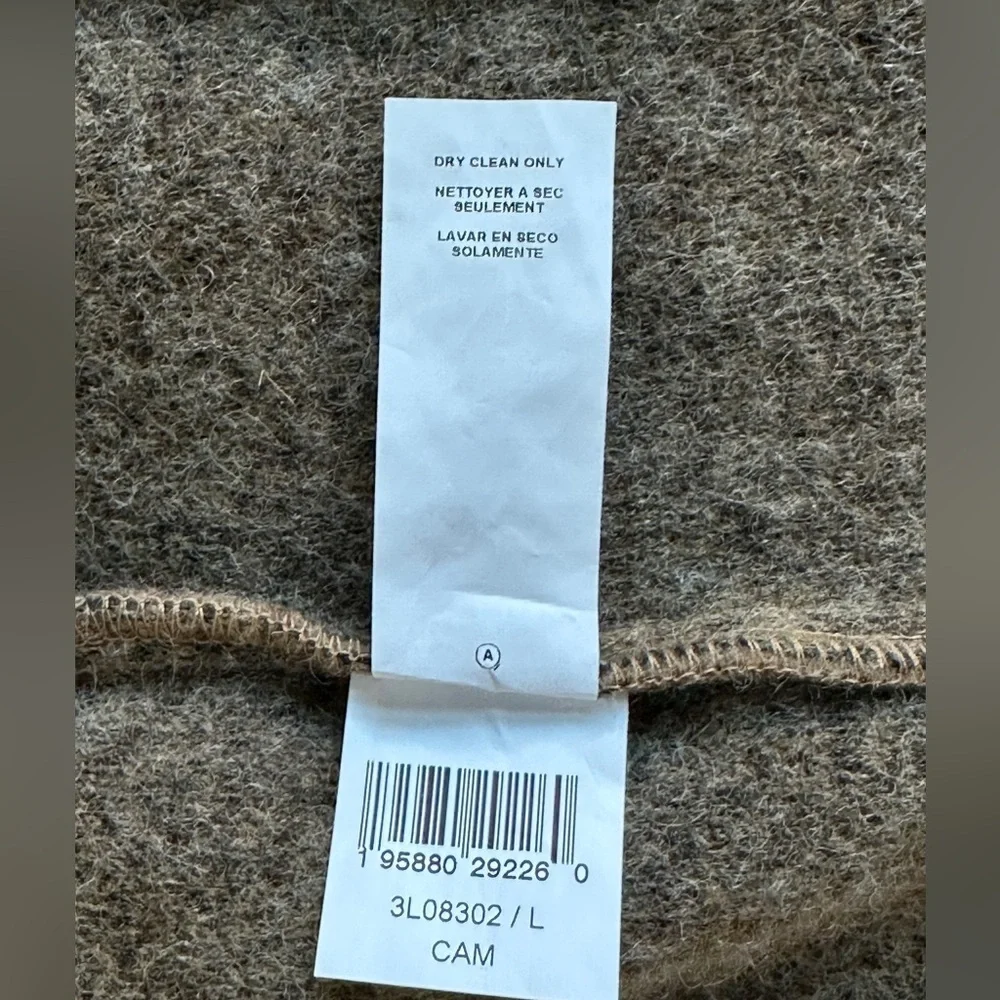 DRY CLEAN ONLY
NETTOYER A SEC
SEULEMENT
LAVAR EN SECO
SOLAMENTE
A
1 95880 29226 0
3L08302 / L
CAM